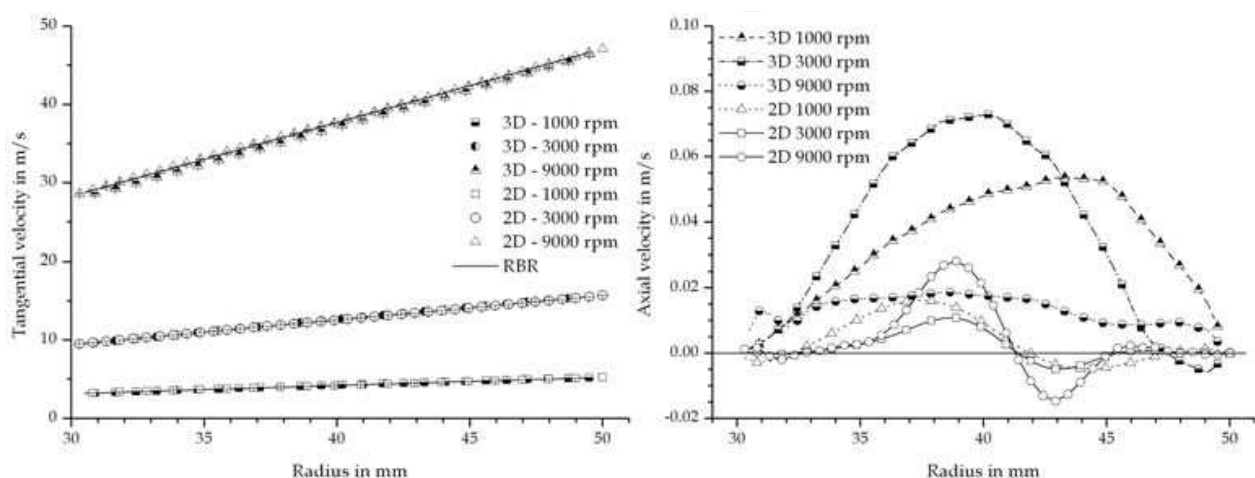 50
40
30
20
10
0
Tangential velocity in m/s
3D - 1000 rpm
3D - 3000 rpm
3D - 9000 rpm
2D - 1000 rpm
2D - 3000 rpm
2D - 9000 rpm
RBR
30 35 40 45 50
Radius in mm
0.10
0.08
0.06
0.04
0.02
0.00
-0.02
Axial velocity in m/s
3D 1000 rpm
3D 3000 rpm
3D 9000 rpm
2D 1000 rpm
2D 3000 rpm
2D 9000 rpm
30 35 40 45 50
Radius in mm